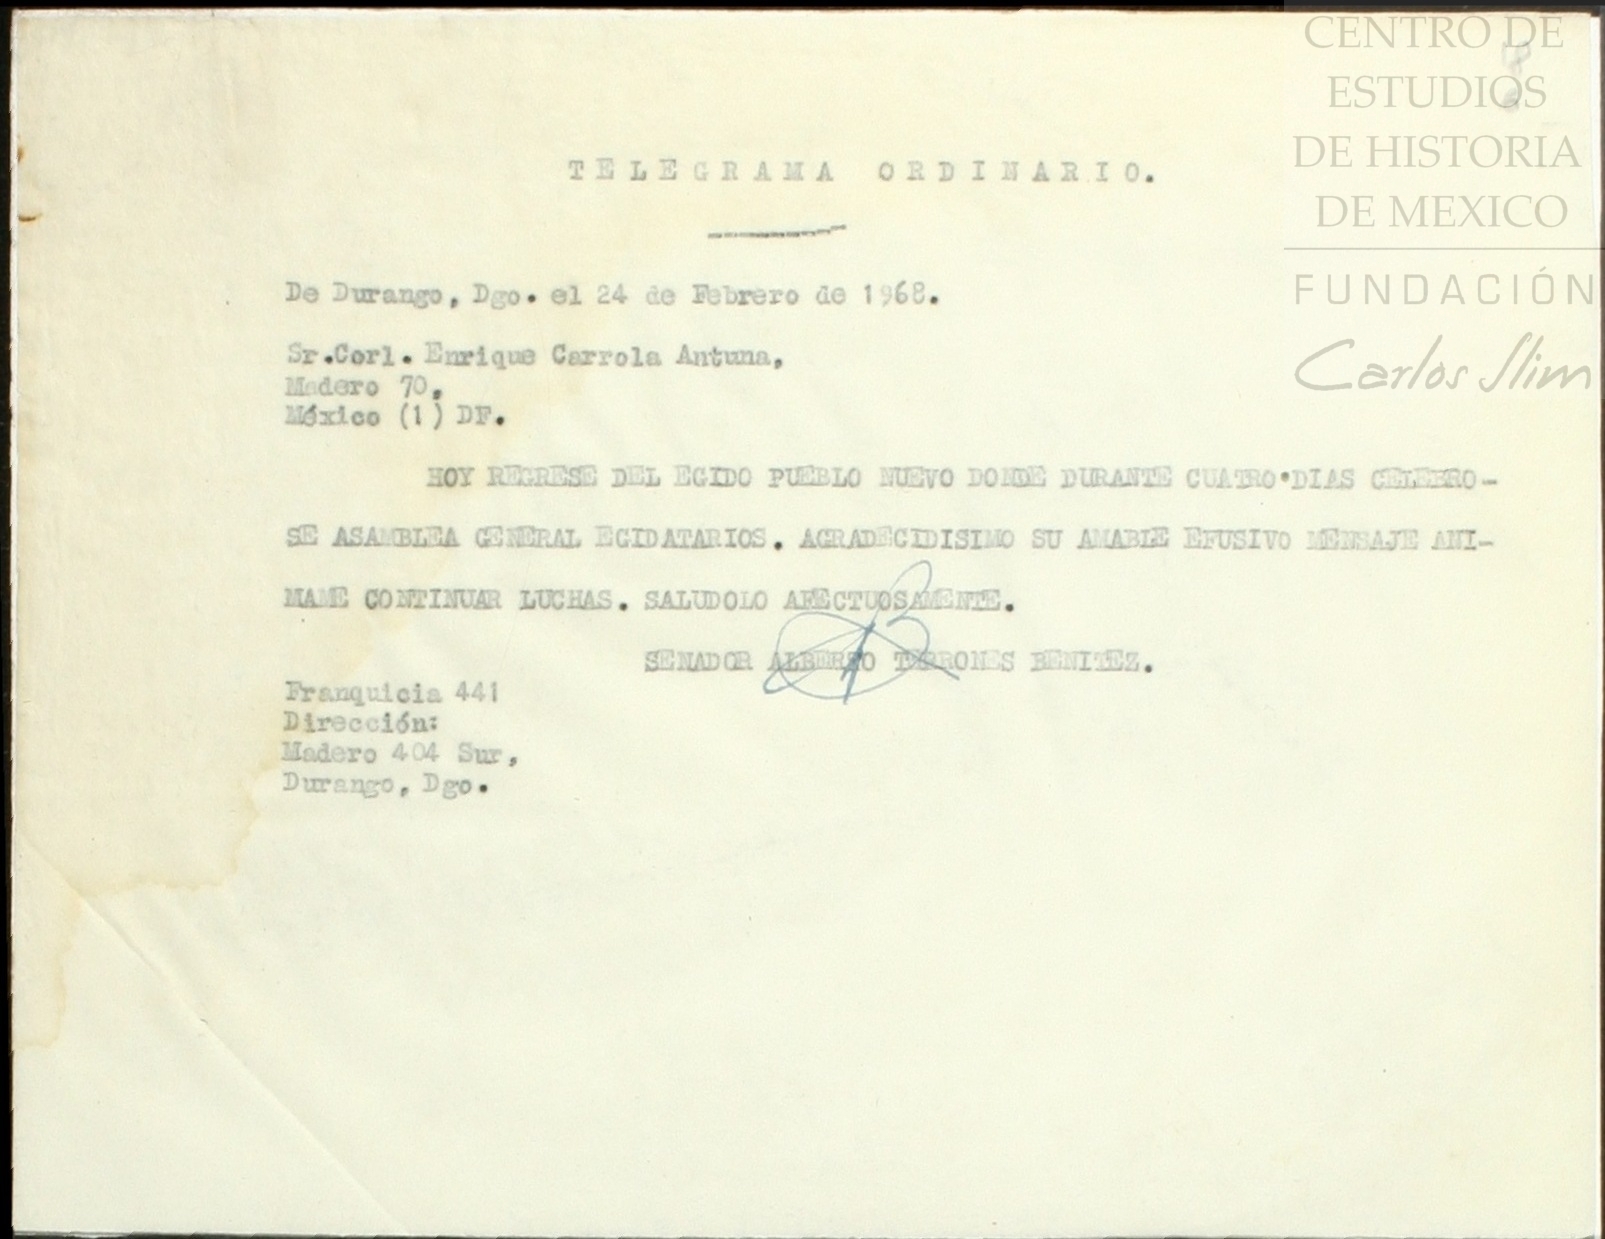 CENTRO DE
ESTUDIOS
DE HISTORIA
DE MEXICO
FUNDACIÓN
Carlos Slim
TELEGRAMA ORDINARIO.
De Durango, Dgo. el 24 de Febrero de 1968.
Sr.Corl. Enrique Carrola Antuna,
Madero 70,
México (1) DF.
HOY REGRESE DEL EGIDO PUEBLO NUEVO DONDE DURANTE CUATRO DIAS CELEBRO-
SE ASAMBLEA GENERAL EGIDATARIOS. AGRADECIDISIMO SU AMABLE EFUSIVO MENSAJE ANI-
MAME CONTINUAR LUCHAS. SALUDOLO AFECTUOSAMENTE.
SENADOR ALBERTO TERRONES BENITEZ.
Franquicia 441
Dirección:
Madero 404 Sur,
Durango, Dgo.